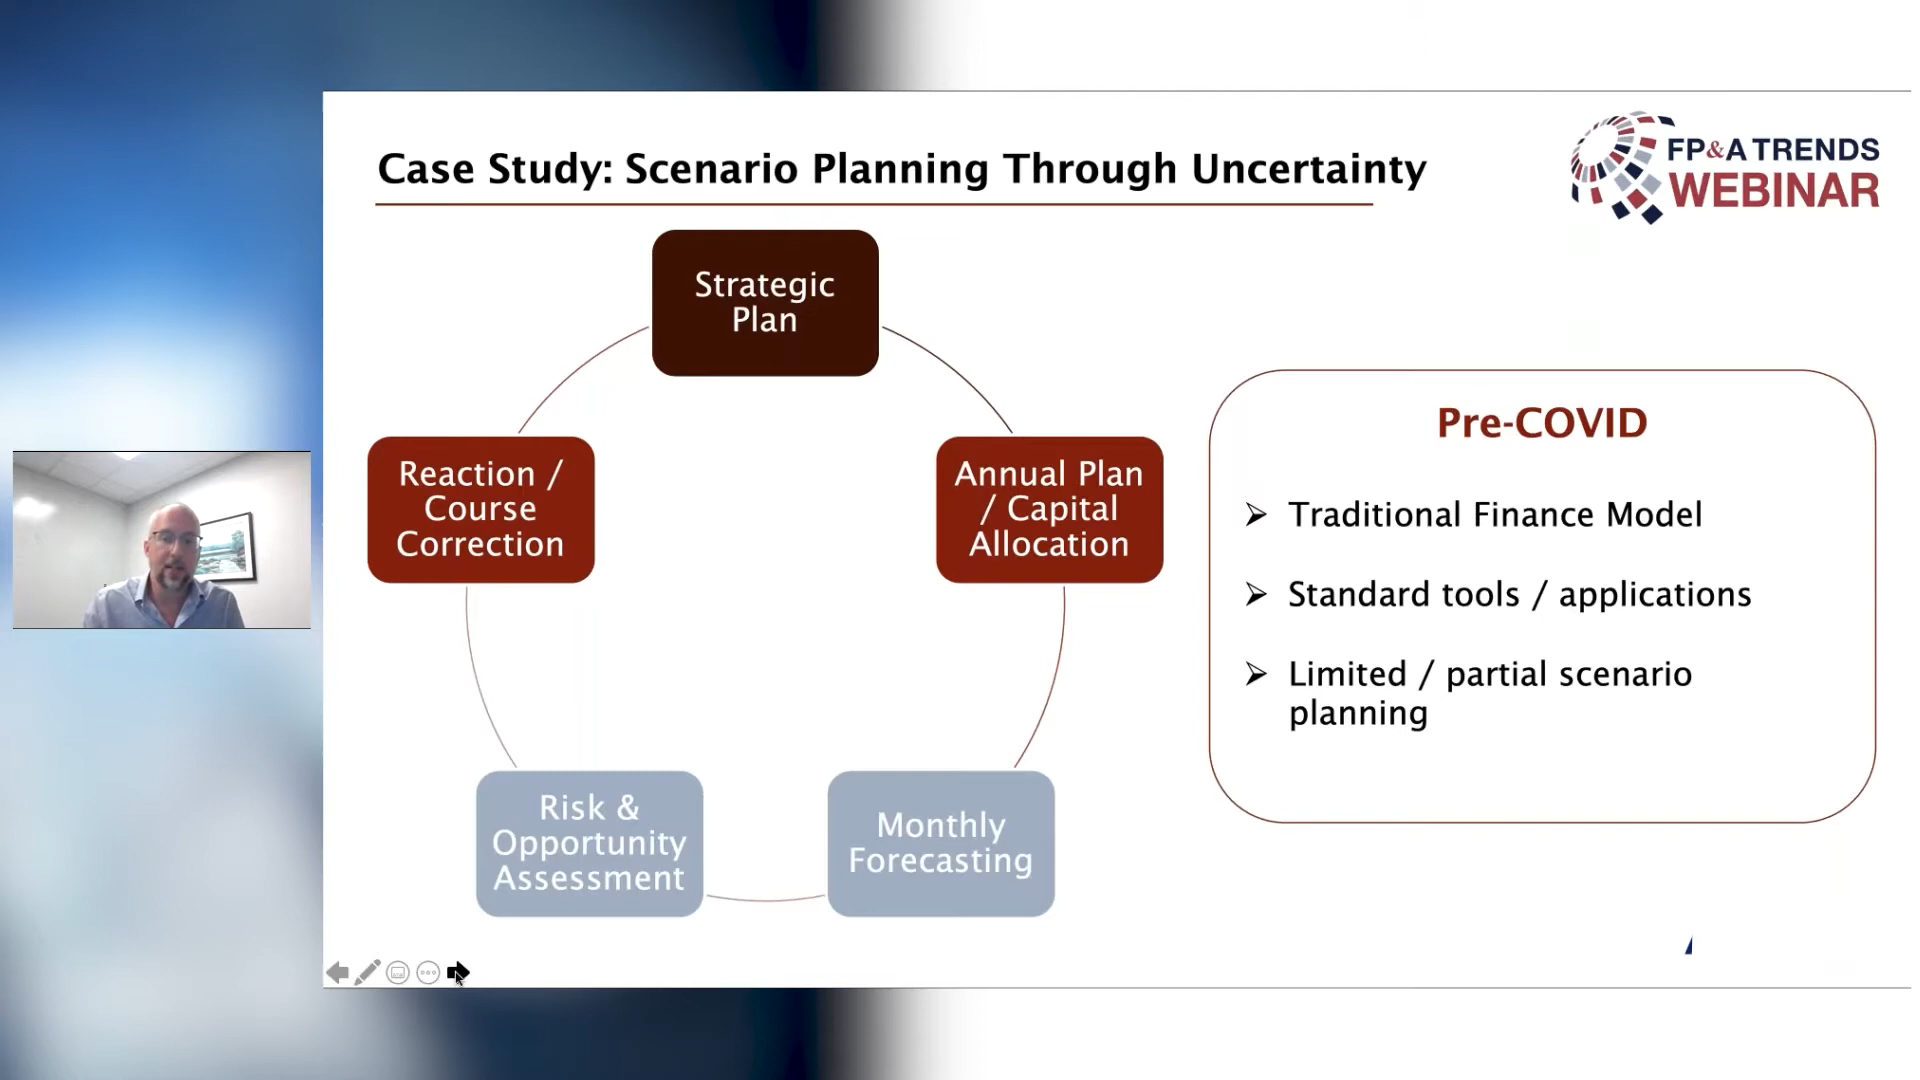 Case Study: Scenario Planning Through Uncertainty
FP&A TRENDS
WEBINAR
Strategic
Plan
Reaction /
Course
Correction
Annual Plan
/ Capital
Allocation
Risk &
Opportunity
Assessment
Monthly
Forecasting
Pre-COVID
➢ Traditional Finance Model
➢ Standard tools / applications
➢ Limited / partial scenario
planning